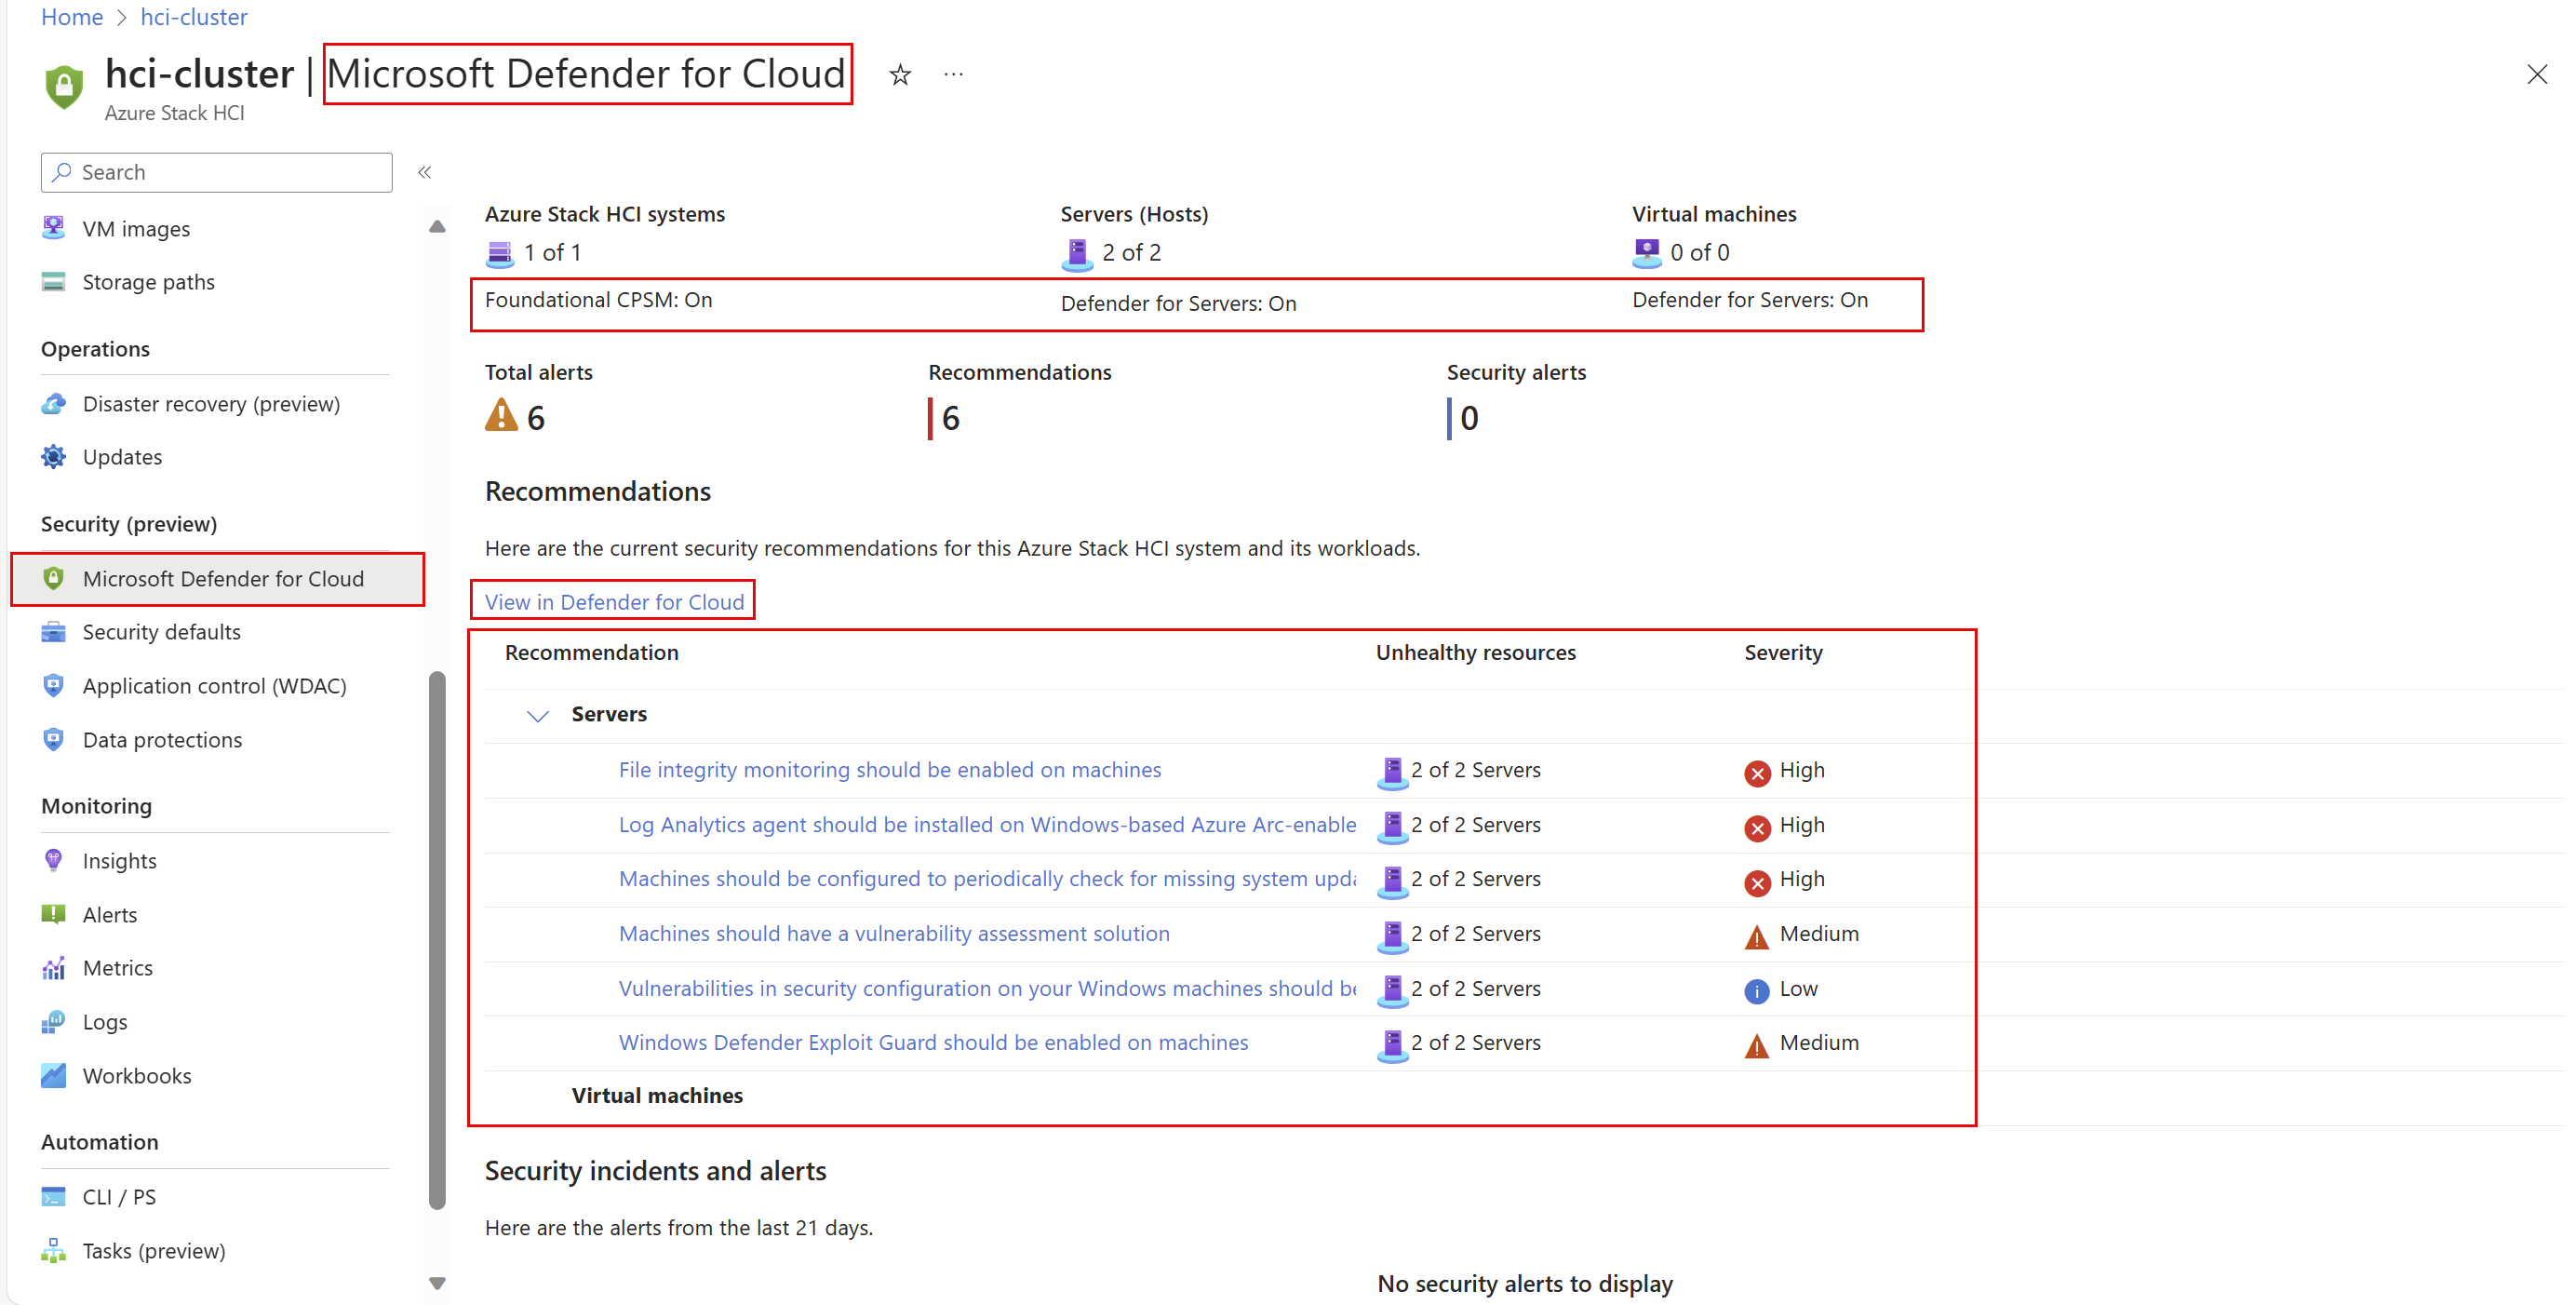 Home > hci-cluster
hci-cluster | Microsoft Defender for Cloud
Azure Stack HCI
Search
VM images
Storage paths
Operations
Disaster recovery (preview)
Updates
Security (preview)
Microsoft Defender for Cloud
Security defaults
Application control (WDAC)
Data protections
Monitoring
Insights
Alerts
Metrics
Logs
Workbooks
Automation
CLI / PS
Tasks (preview)
Azure Stack HCI systems Servers (Hosts) Virtual machines
1 of 1 2 of 2 0 of 0
Foundational CPSM: On Defender for Servers: On Defender for Servers: On
Total alerts Recommendations Security alerts
6 6 0
Recommendations
Here are the current security recommendations for this Azure Stack HCI system and its workloads.
View in Defender for Cloud
Recommendation Unhealthy resources Severity
Servers
File integrity monitoring should be enabled on machines 2 of 2 Servers High
Log Analytics agent should be installed on Windows-based Azure Arc-enable 2 of 2 Servers High
Machines should be configured to periodically check for missing system upda 2 of 2 Servers High
Machines should have a vulnerability assessment solution 2 of 2 Servers Medium
Vulnerabilities in security configuration on your Windows machines should be 2 of 2 Servers Low
Windows Defender Exploit Guard should be enabled on machines 2 of 2 Servers Medium
Virtual machines
Security incidents and alerts
Here are the alerts from the last 21 days.
No security alerts to display